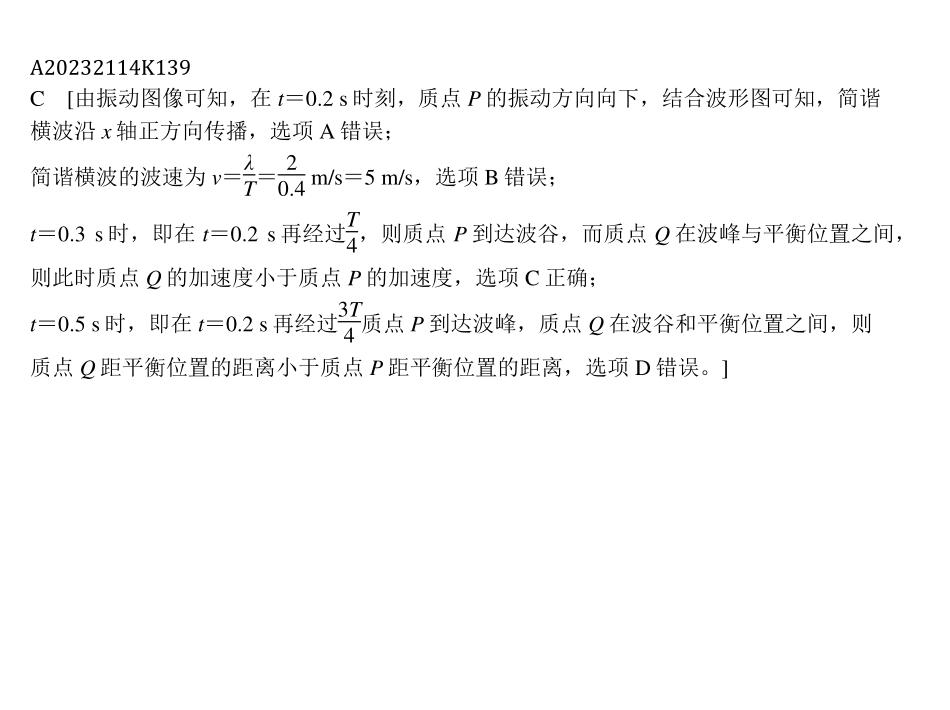 A20232114K139
C [由振动图像可知，在 t＝0.2 s 时刻，质点 P 的振动方向向下，结合波形图可知，简谐
横波沿 x 轴正方向传播，选项 A 错误；
简谐横波的波速为 v＝λ/T＝2/0.4 m/s＝5 m/s，选项 B 错误；
t＝0.3 s 时，即在 t＝0.2 s 再经过T/4，则质点 P 到达波谷，而质点 Q 在波峰与平衡位置之间，
则此时质点 Q 的加速度小于质点 P 的加速度，选项 C 正确；
t＝0.5 s 时，即在 t＝0.2 s 再经过3T/4质点 P 到达波峰，质点 Q 在波谷和平衡位置之间，则
质点 Q 距平衡位置的距离小于质点 P 距平衡位置的距离，选项 D 错误。]